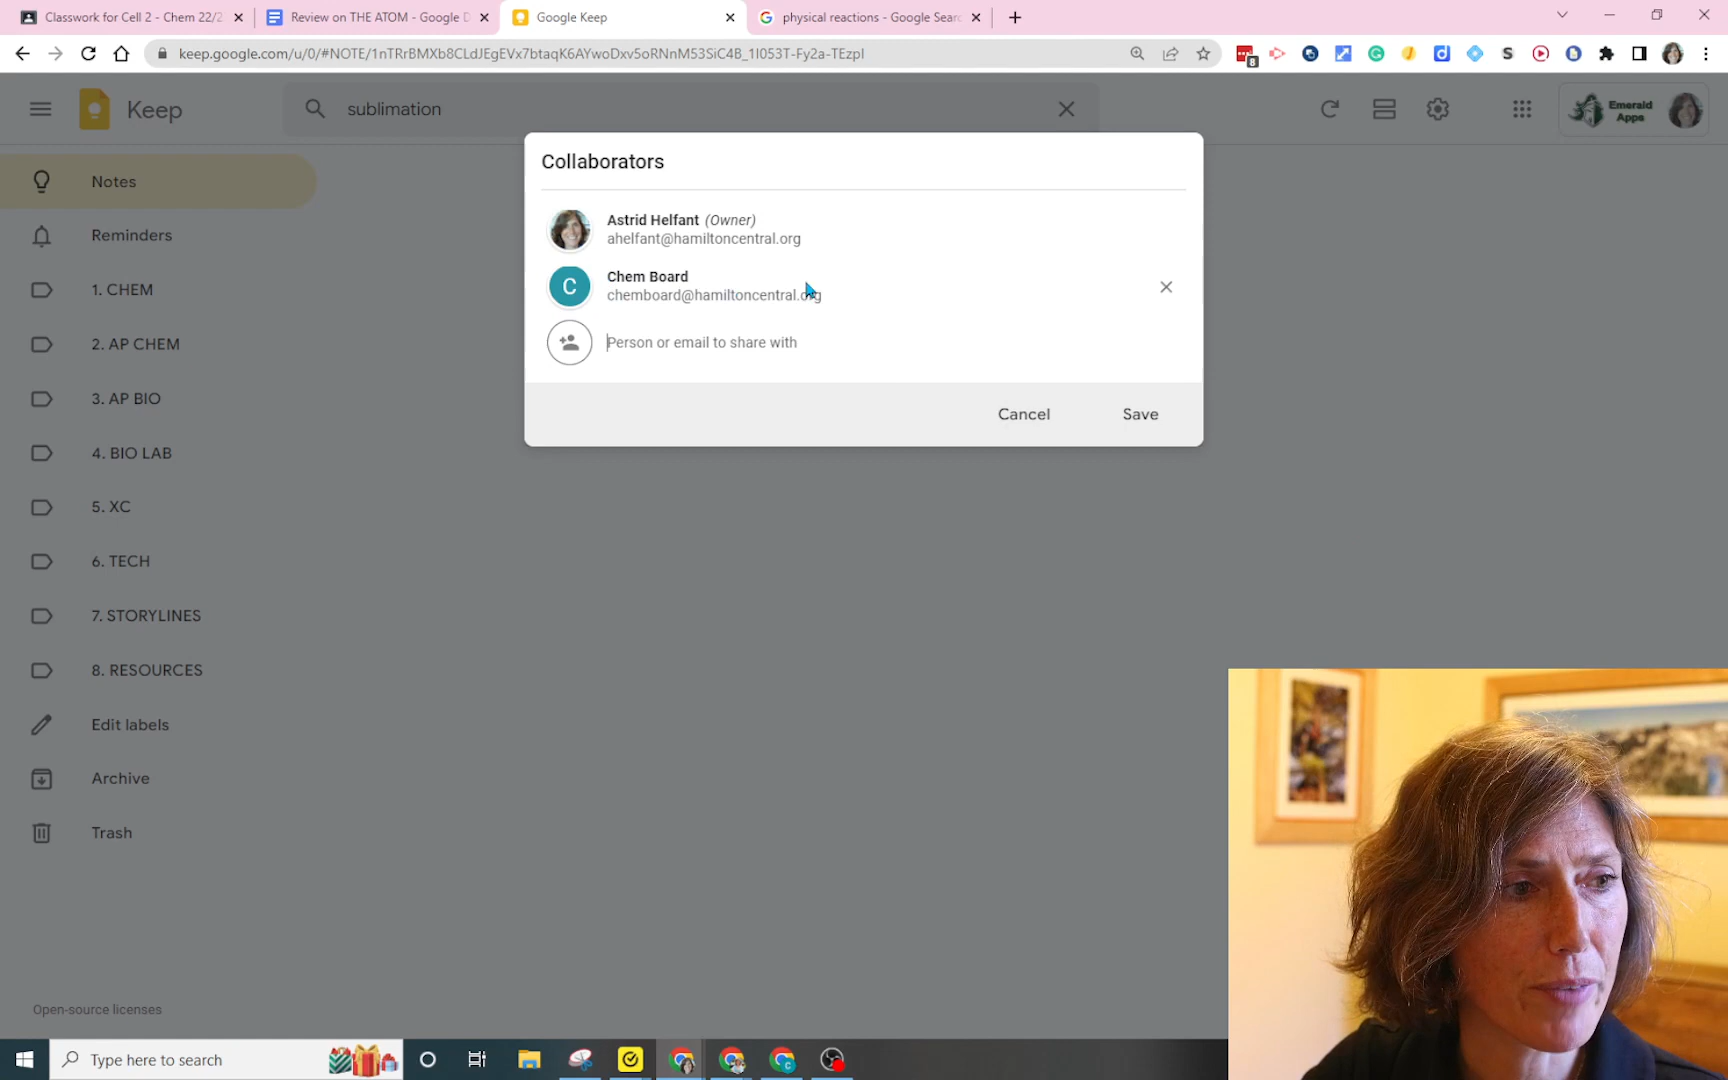 Classwork for Cell 2 - Chem 22/2
Review on THE ATOM - Google D
Google Keep
physical reactions - Google Searc
keep.google.com/u/0/#NOTE/1nTRrBMXb8CLdJEgEVx7btaqK6AYwoDxv5oRNnM53SiC4B_1I053T-Fy2a-TEzpI
8
Keep
sublimation
Emerald
Apps
Collaborators
Astrid Helfant (Owner)
ahelfant@hamiltoncentral.org
Chem Board
chemboard@hamiltoncentral.org
Person or email to share with
Cancel
Save
Notes
Reminders
1. CHEM
2. AP CHEM
3. AP BIO
4. BIO LAB
5. XC
6. TECH
7. STORYLINES
8. RESOURCES
Edit labels
Archive
Trash
Open-source licenses
Type here to search